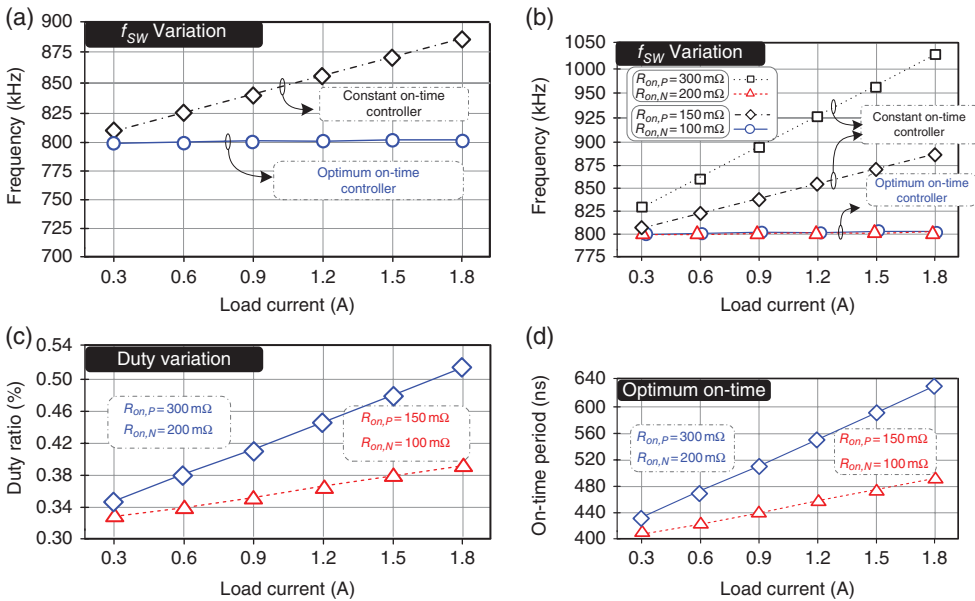 (a)
f_SW Variation
Frequency (kHz)
900
875
850
825
800
775
750
725
700
Constant on-time
controller
Optimum on-time
controller
0.3 0.6 0.9 1.2 1.5 1.8
Load current (A)
(b)
f_SW Variation
Frequency (kHz)
1050
1000
950
925
900
875
850
825
800
775
R_on,P=300 mΩ
R_on,N=200 mΩ
R_on,P=150 mΩ
R_on,N=100 mΩ
Constant on-time
controller
Optimum on-time
controller
0.3 0.6 0.9 1.2 1.5 1.8
Load current (A)
(c)
Duty variation
Duty ratio (%)
0.54
0.50
0.46
0.42
0.38
0.34
0.30
R_on,P=300 mΩ
R_on,N=200 mΩ
R_on,P=150 mΩ
R_on,N=100 mΩ
0.3 0.6 0.9 1.2 1.5 1.8
Load current (A)
(d)
Optimum on-time
On-time period (ns)
640
600
560
520
480
440
400
R_on,P=300 mΩ
R_on,N=200 mΩ
R_on,P=150 mΩ
R_on,N=100 mΩ
0.3 0.6 0.9 1.2 1.5 1.8
Load current (A)